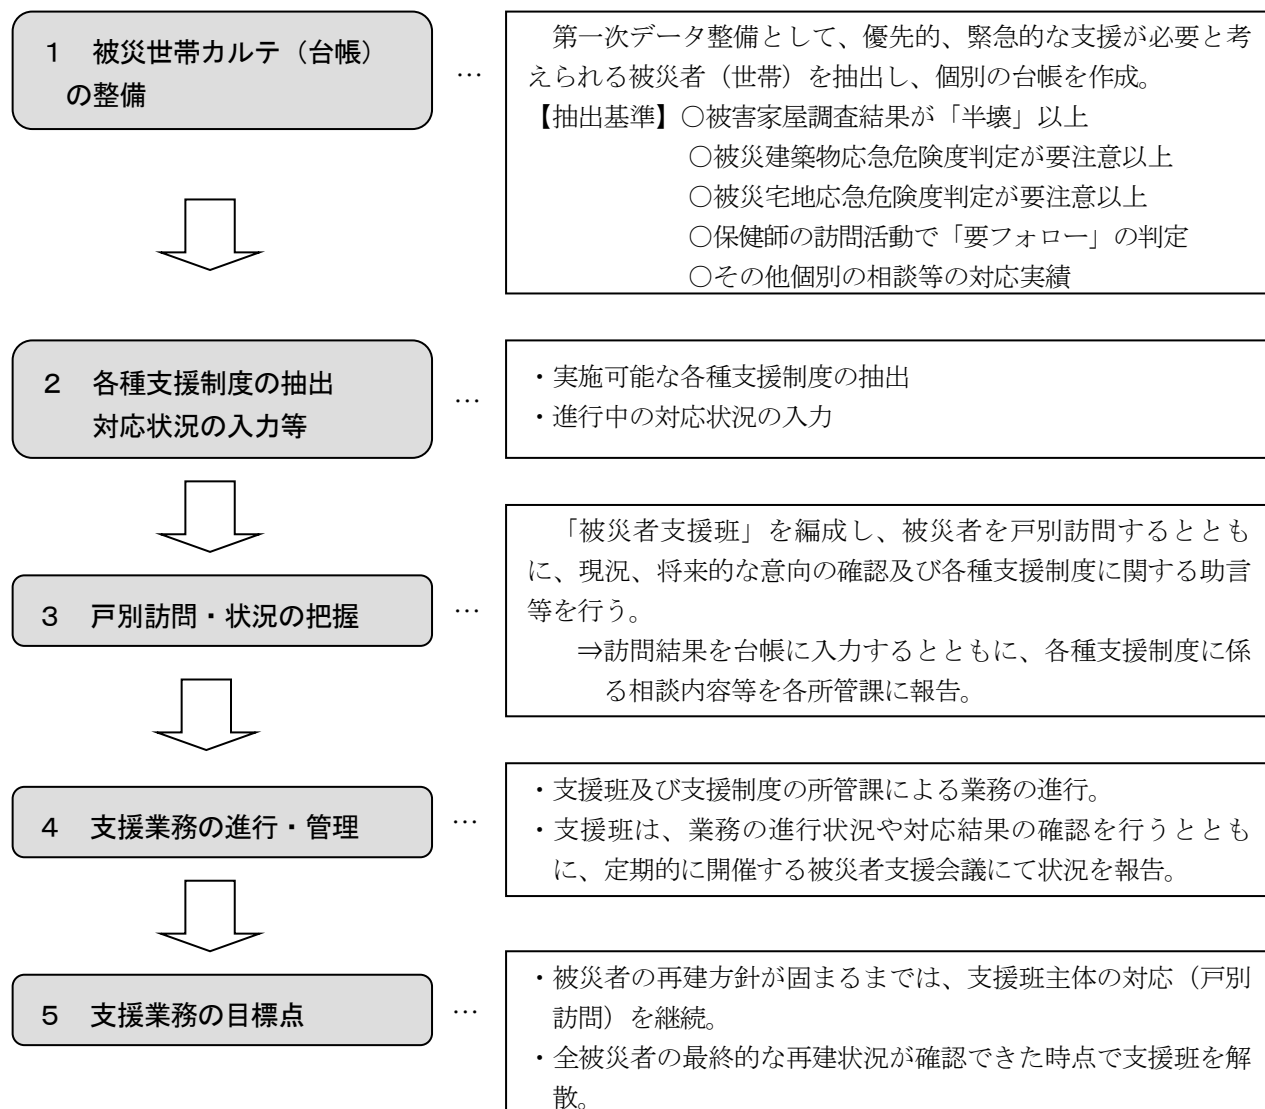 １　被災世帯カルテ（台帳）
の整備
…
第一次データ整備として、優先的、緊急的な支援が必要と考
えられる被災者（世帯）を抽出し、個別の台帳を作成。
【抽出基準】○被害家屋調査結果が「半壊」以上
○被災建築物応急危険度判定が要注意以上
○被災宅地応急危険度判定が要注意以上
○保健師の訪問活動で「要フォロー」の判定
○その他個別の相談等の対応実績
２　各種支援制度の抽出
対応状況の入力等
…
・実施可能な各種支援制度の抽出
・進行中の対応状況の入力
３　戸別訪問・状況の把握
…
「被災者支援班」を編成し、被災者を戸別訪問するととも
に、現況、将来的な意向の確認及び各種支援制度に関する助言
等を行う。
⇒訪問結果を台帳に入力するとともに、各種支援制度に係
る相談内容等を各所管課に報告。
４　支援業務の進行・管理
…
・支援班及び支援制度の所管課による業務の進行。
・支援班は、業務の進行状況や対応結果の確認を行うととも
に、定期的に開催する被災者支援会議にて状況を報告。
５　支援業務の目標点
…
・被災者の再建方針が固まるまでは、支援班主体の対応（戸別
訪問）を継続。
・全被災者の最終的な再建状況が確認できた時点で支援班を解
散。